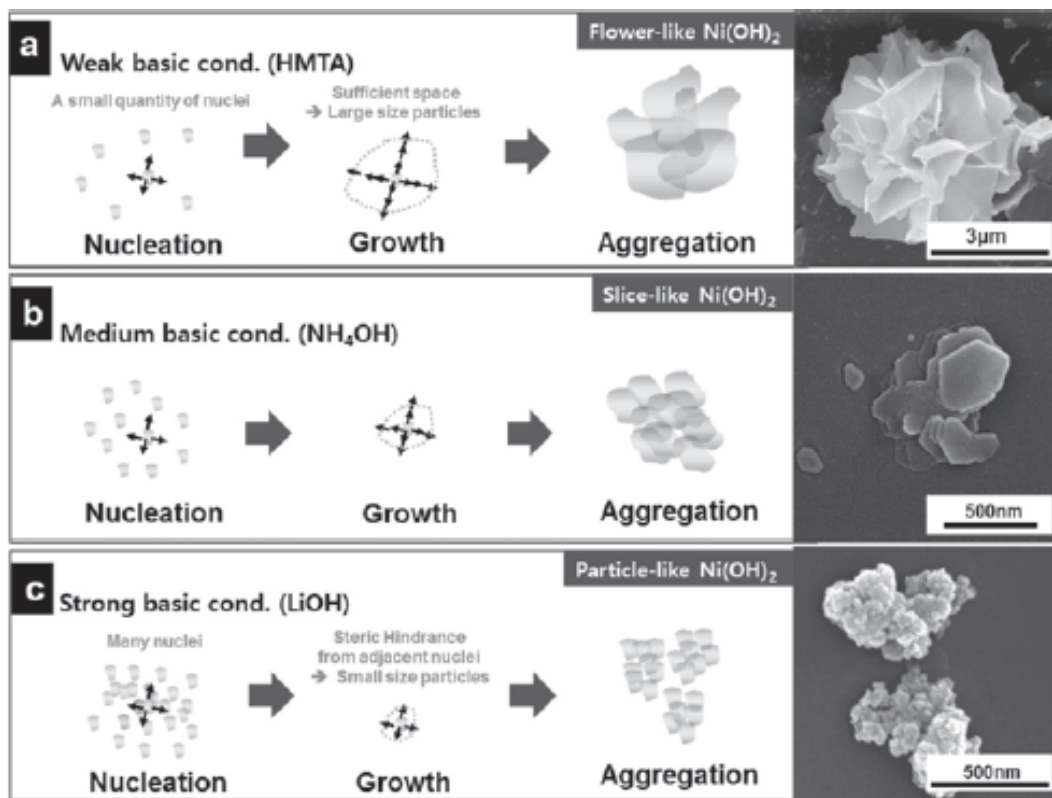 a
Flower-like Ni(OH)2
Weak basic cond. (HMTA)
A small quantity of nuclei
Sufficient space
➔ Large size particles
Nucleation
Growth
Aggregation
3μm
b
Slice-like Ni(OH)2
Medium basic cond. (NH4OH)
Nucleation
Growth
Aggregation
500nm
c
Particle-like Ni(OH)2
Strong basic cond. (LiOH)
Many nuclei
Steric Hindrance
from adjacent nuclei
➔ Small size particles
Nucleation
Growth
Aggregation
500nm